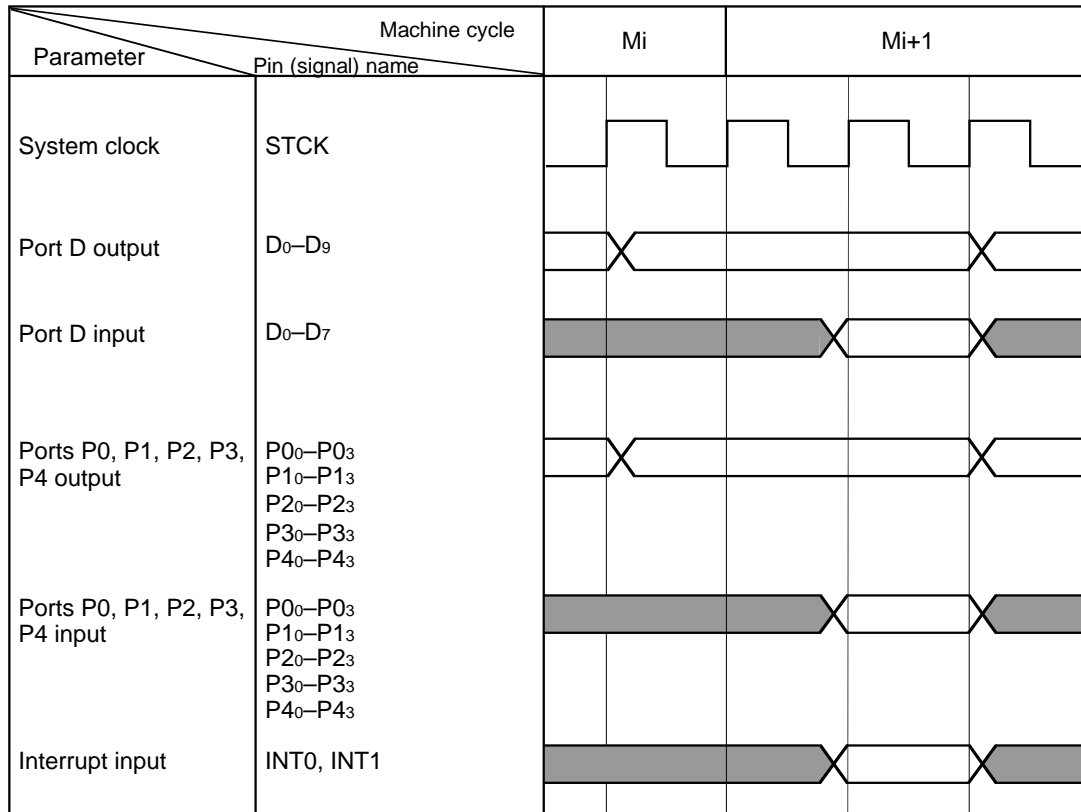 Machine cycle
Parameter
Pin (signal) name
Mi
Mi+1
System clock
STCK
Port D output
D0–D9
Port D input
D0–D7
Ports P0, P1, P2, P3,
P4 output
P00–P03
P10–P13
P20–P23
P30–P33
P40–P43
Ports P0, P1, P2, P3,
P4 input
P00–P03
P10–P13
P20–P23
P30–P33
P40–P43
Interrupt input
INT0, INT1